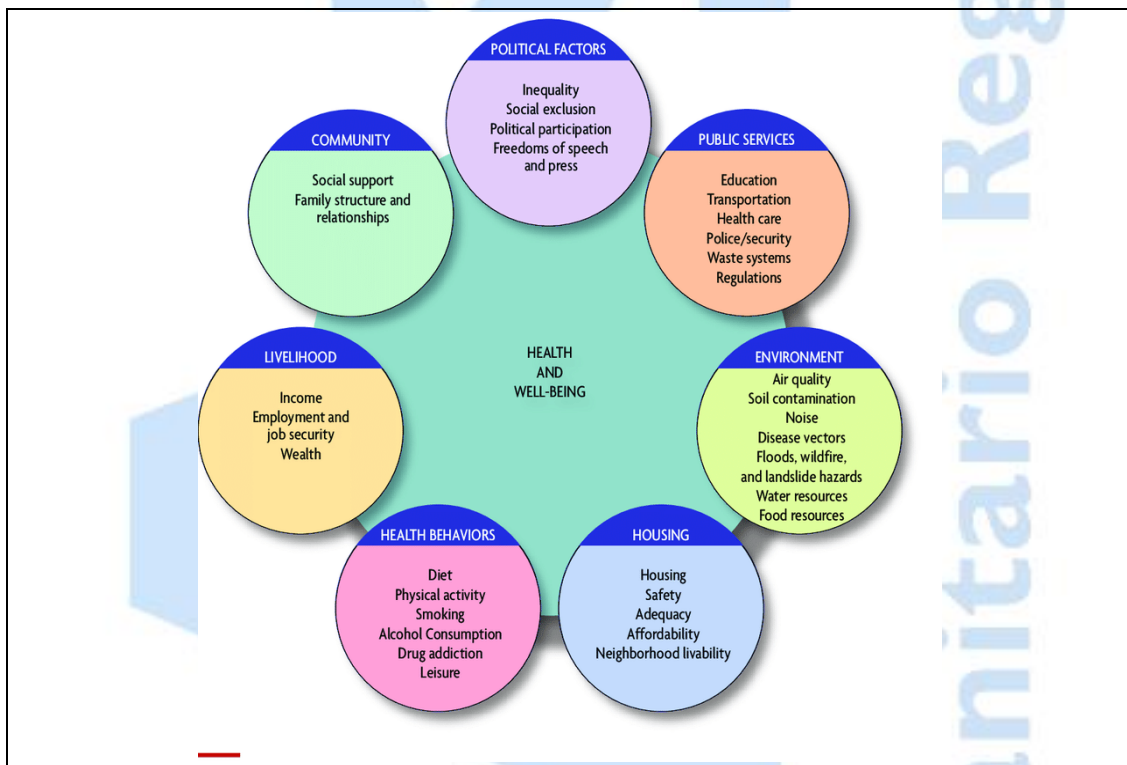 POLITICAL FACTORS
Inequality
Social exclusion
Political participation
Freedoms of speech
and press
COMMUNITY
Social support
Family structure and
relationships
PUBLIC SERVICES
Education
Transportation
Health care
Police/security
Waste systems
Regulations
LIVELIHOOD
Income
Employment and
job security
Wealth
HEALTH
AND
WELL-BEING
ENVIRONMENT
Air quality
Soil contamination
Noise
Disease vectors
Floods, wildfire,
and landslide hazards
Water resources
Food resources
HEALTH BEHAVIORS
Diet
Physical activity
Smoking
Alcohol Consumption
Drug addiction
Leisure
HOUSING
Housing
Safety
Adequacy
Affordability
Neighborhood livability
anitario Reg